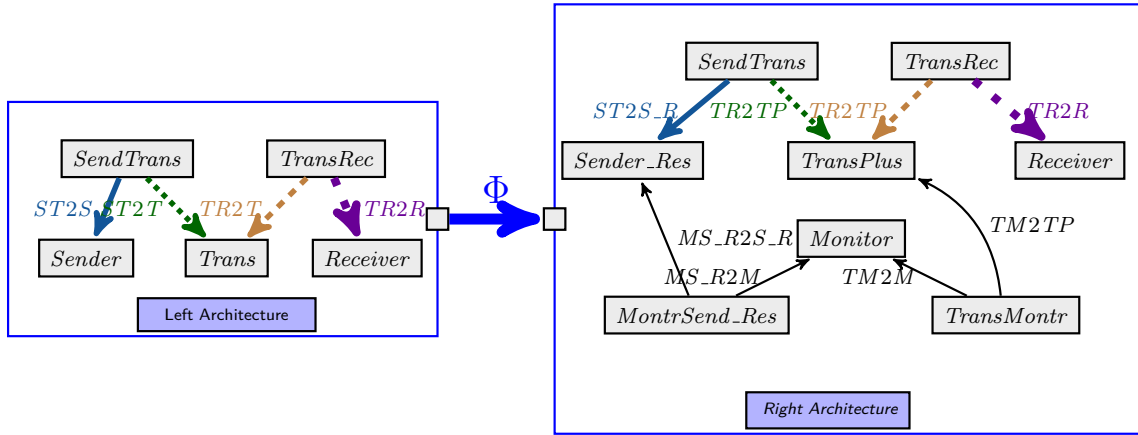 SendTrans TransRec
ST2S_R TR2TP TR2TP TR2R
Sender_Res TransPlus Receiver
SendTrans TransRec
ST2S ST2T TR2T TR2R
Sender Trans Receiver
Left Architecture
Φ
MS_R2S_R Monitor TM2TP
MS_R2M TM2M
MontrSend_Res TransMontr
Right Architecture